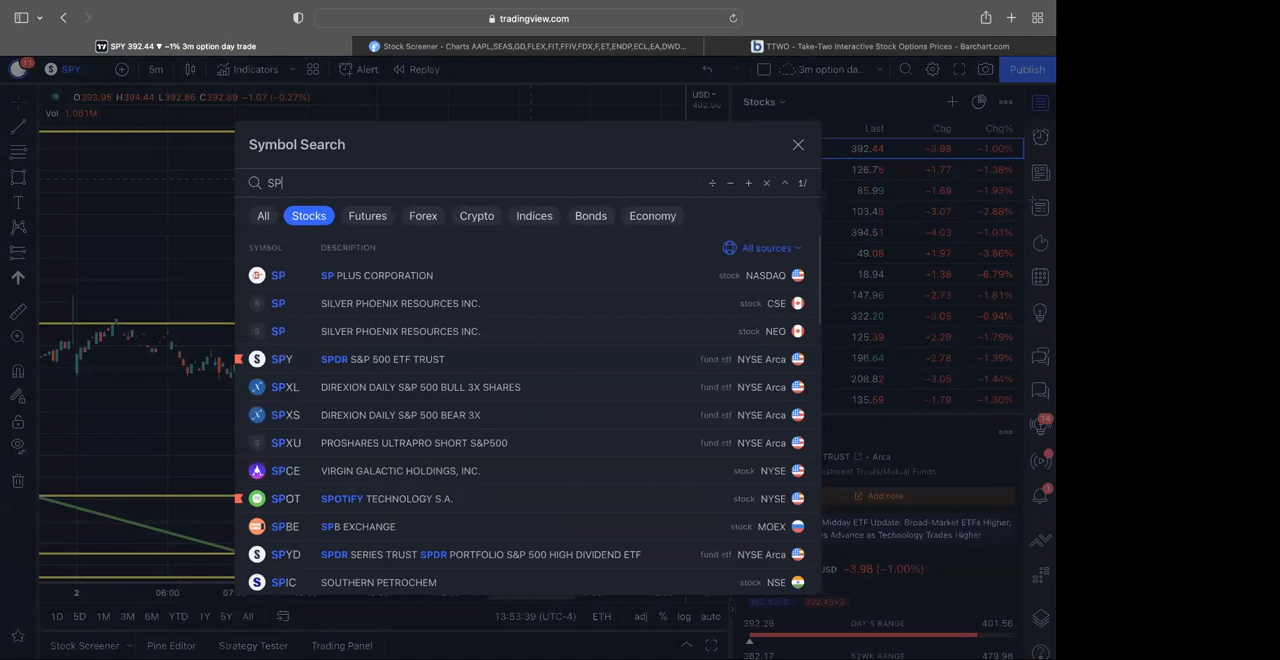 tradingview.com
SPY 392.44 ▼ −1% 3m option day trade
Stock Screener - Charts AAPL,SEAS,GD,FLEX,FIT,FFIV,FDX,F,ET,ENDP,ECL,EA,DWD...
TTWO - Take-Two Interactive Stock Options Prices - Barchart.com
11
S SPY
5m
Indicators
Alert
Replay
3m option da...
Publish
O393.95 H394.44 L392.86 C392.89 −1.07 (−0.27%)
Vol 1.061M
USD
402.00
Stocks
Last Chg Chg%
392.44 −3.98 −1.00%
126.75 −1.77 −1.38%
85.99 −1.69 −1.93%
103.45 −3.07 −2.88%
394.51 −4.03 −1.01%
49.08 −1.97 −3.86%
18.94 −1.38 −6.79%
147.96 −2.73 −1.81%
322.20 −3.05 −0.94%
125.39 −2.79 −1.29%
196.64 −2.78 −1.39%
208.82 −3.05 −1.44%
135.59 −1.79 −1.30%
Symbol Search
SP
÷ − + × ^ 1/
All Stocks Futures Forex Crypto Indices Bonds Economy
SYMBOL DESCRIPTION All sources
SP SP PLUS CORPORATION stock NASDAQ
S SP SILVER PHOENIX RESOURCES INC. stock CSE
S SP SILVER PHOENIX RESOURCES INC. stock NEO
S SPY SPDR S&P 500 ETF TRUST fund etf NYSE Arca
SPXL DIREXION DAILY S&P 500 BULL 3X SHARES fund etf NYSE Arca
SPXS DIREXION DAILY S&P 500 BEAR 3X fund etf NYSE Arca
S SPXU PROSHARES ULTRAPRO SHORT S&P500 fund etf NYSE Arca
SPCE VIRGIN GALACTIC HOLDINGS, INC. stock NYSE
SPOT SPOTIFY TECHNOLOGY S.A. stock NYSE
SPBE SPB EXCHANGE stock MOEX
S SPYD SPDR SERIES TRUST SPDR PORTFOLIO S&P 500 HIGH DIVIDEND ETF fund etf NYSE Arca
S SPIC SOUTHERN PETROCHEM stock NSE
14
TRUST Arca
Investment Trusts/Mutual Funds
Add note
1
Midday ETF Update: Broad-Market ETFs Higher;
Advance as Technology Trades Higher
USD −3.98 (−1.00%)
392.26 DAY'S RANGE 401.56
362.17 52WK RANGE 479.98
2 06:00
1D 5D 1M 3M 6M YTD 1Y 5Y All
13:53:39 (UTC-4) ETH adj % log auto
Stock Screener Pine Editor Strategy Tester Trading Panel